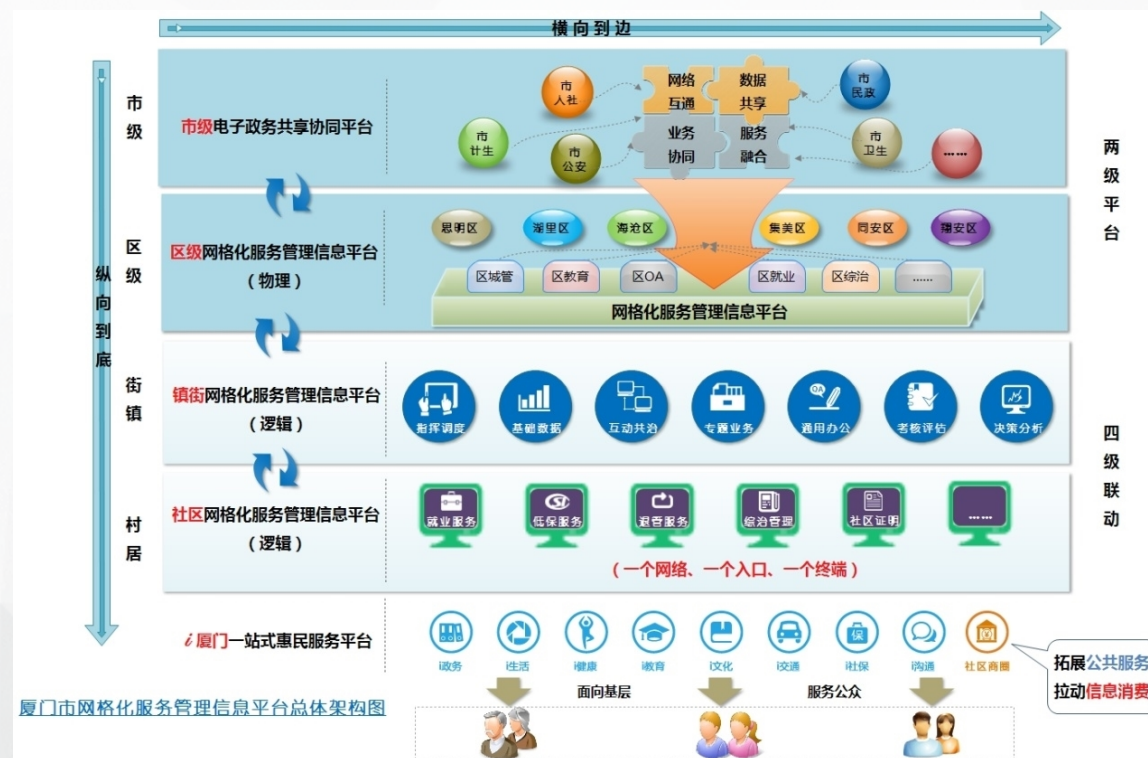 横向到边
纵向到底
市级
市级电子政务共享协同平台
市
人社
市
计生
市
公安
网络
互通
数据
共享
业务
协同
服务
融合
市
民政
市
卫生
……
两级平台
区级
区级网格化服务管理信息平台
（物理）
思明区
湖里区
海沧区
集美区
同安区
翔安区
区城管
区教育
区OA
区就业
区综治
……
网格化服务管理信息平台
街镇
镇街网格化服务管理信息平台
（逻辑）
指挥调度
基础数据
互动共治
专题业务
OA
通用办公
考核评估
决策分析
四级联动
村居
社区网格化服务管理信息平台
（逻辑）
就业服务
低保服务
退管服务
综治管理
社区证明
……
（一个网络、一个入口、一个终端）
i厦门一站式惠民服务平台
i政务
i生活
i健康
i教育
i文化
i交通
保
i社保
i沟通
社区商圈
拓展公共服务
拉动信息消费
面向基层
服务公众
厦门市网格化服务管理信息平台总体架构图